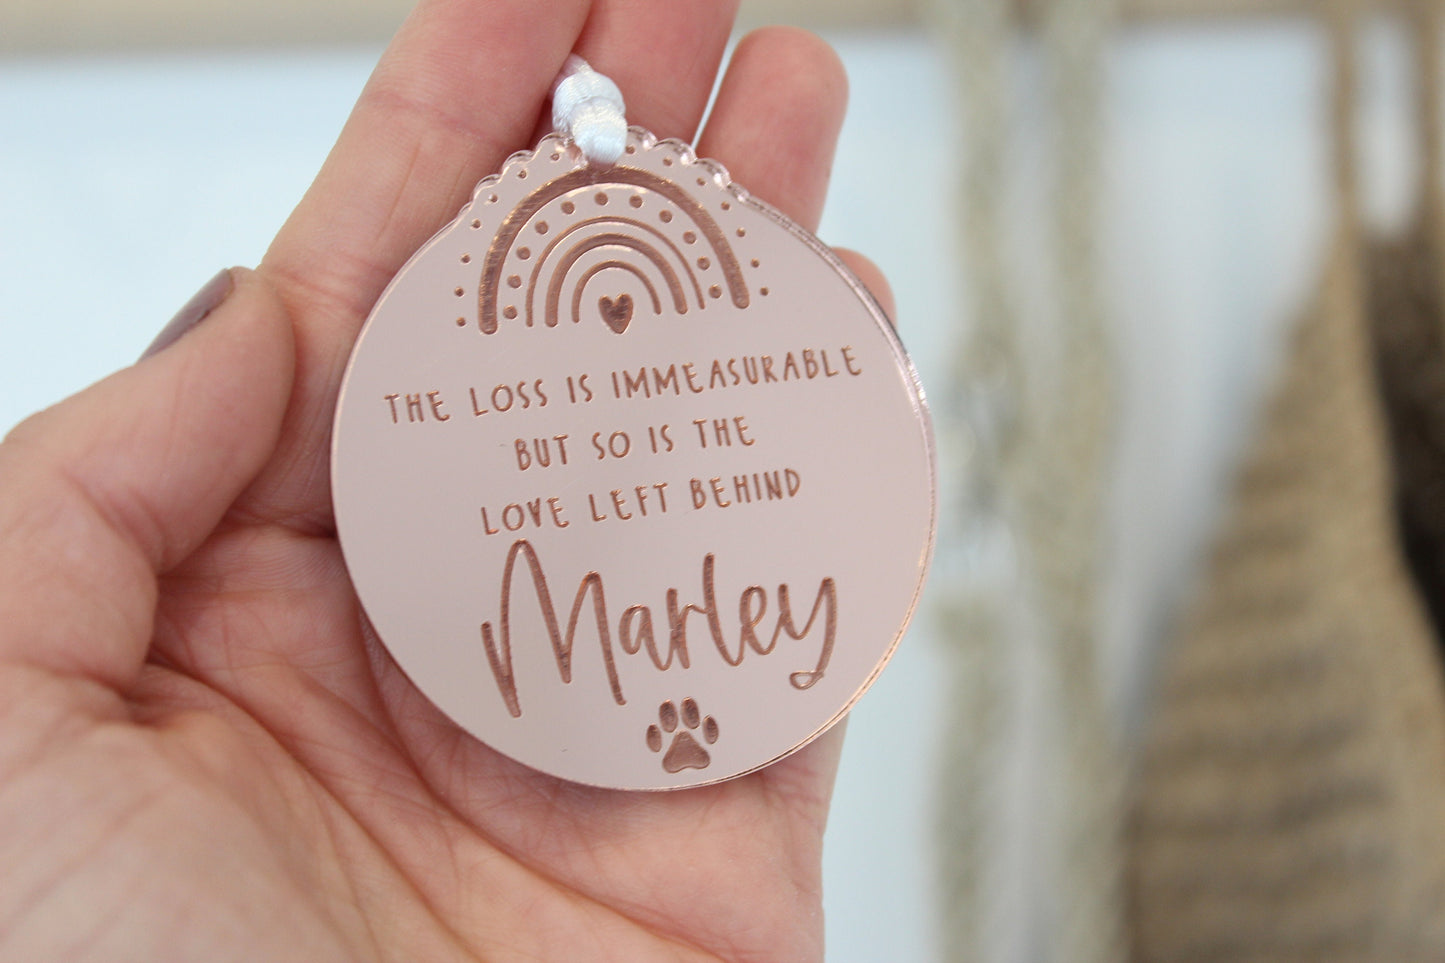 THE LOSS IS IMMEASURABLE
BUT SO IS THE
LOVE LEFT BEHIND
Marley